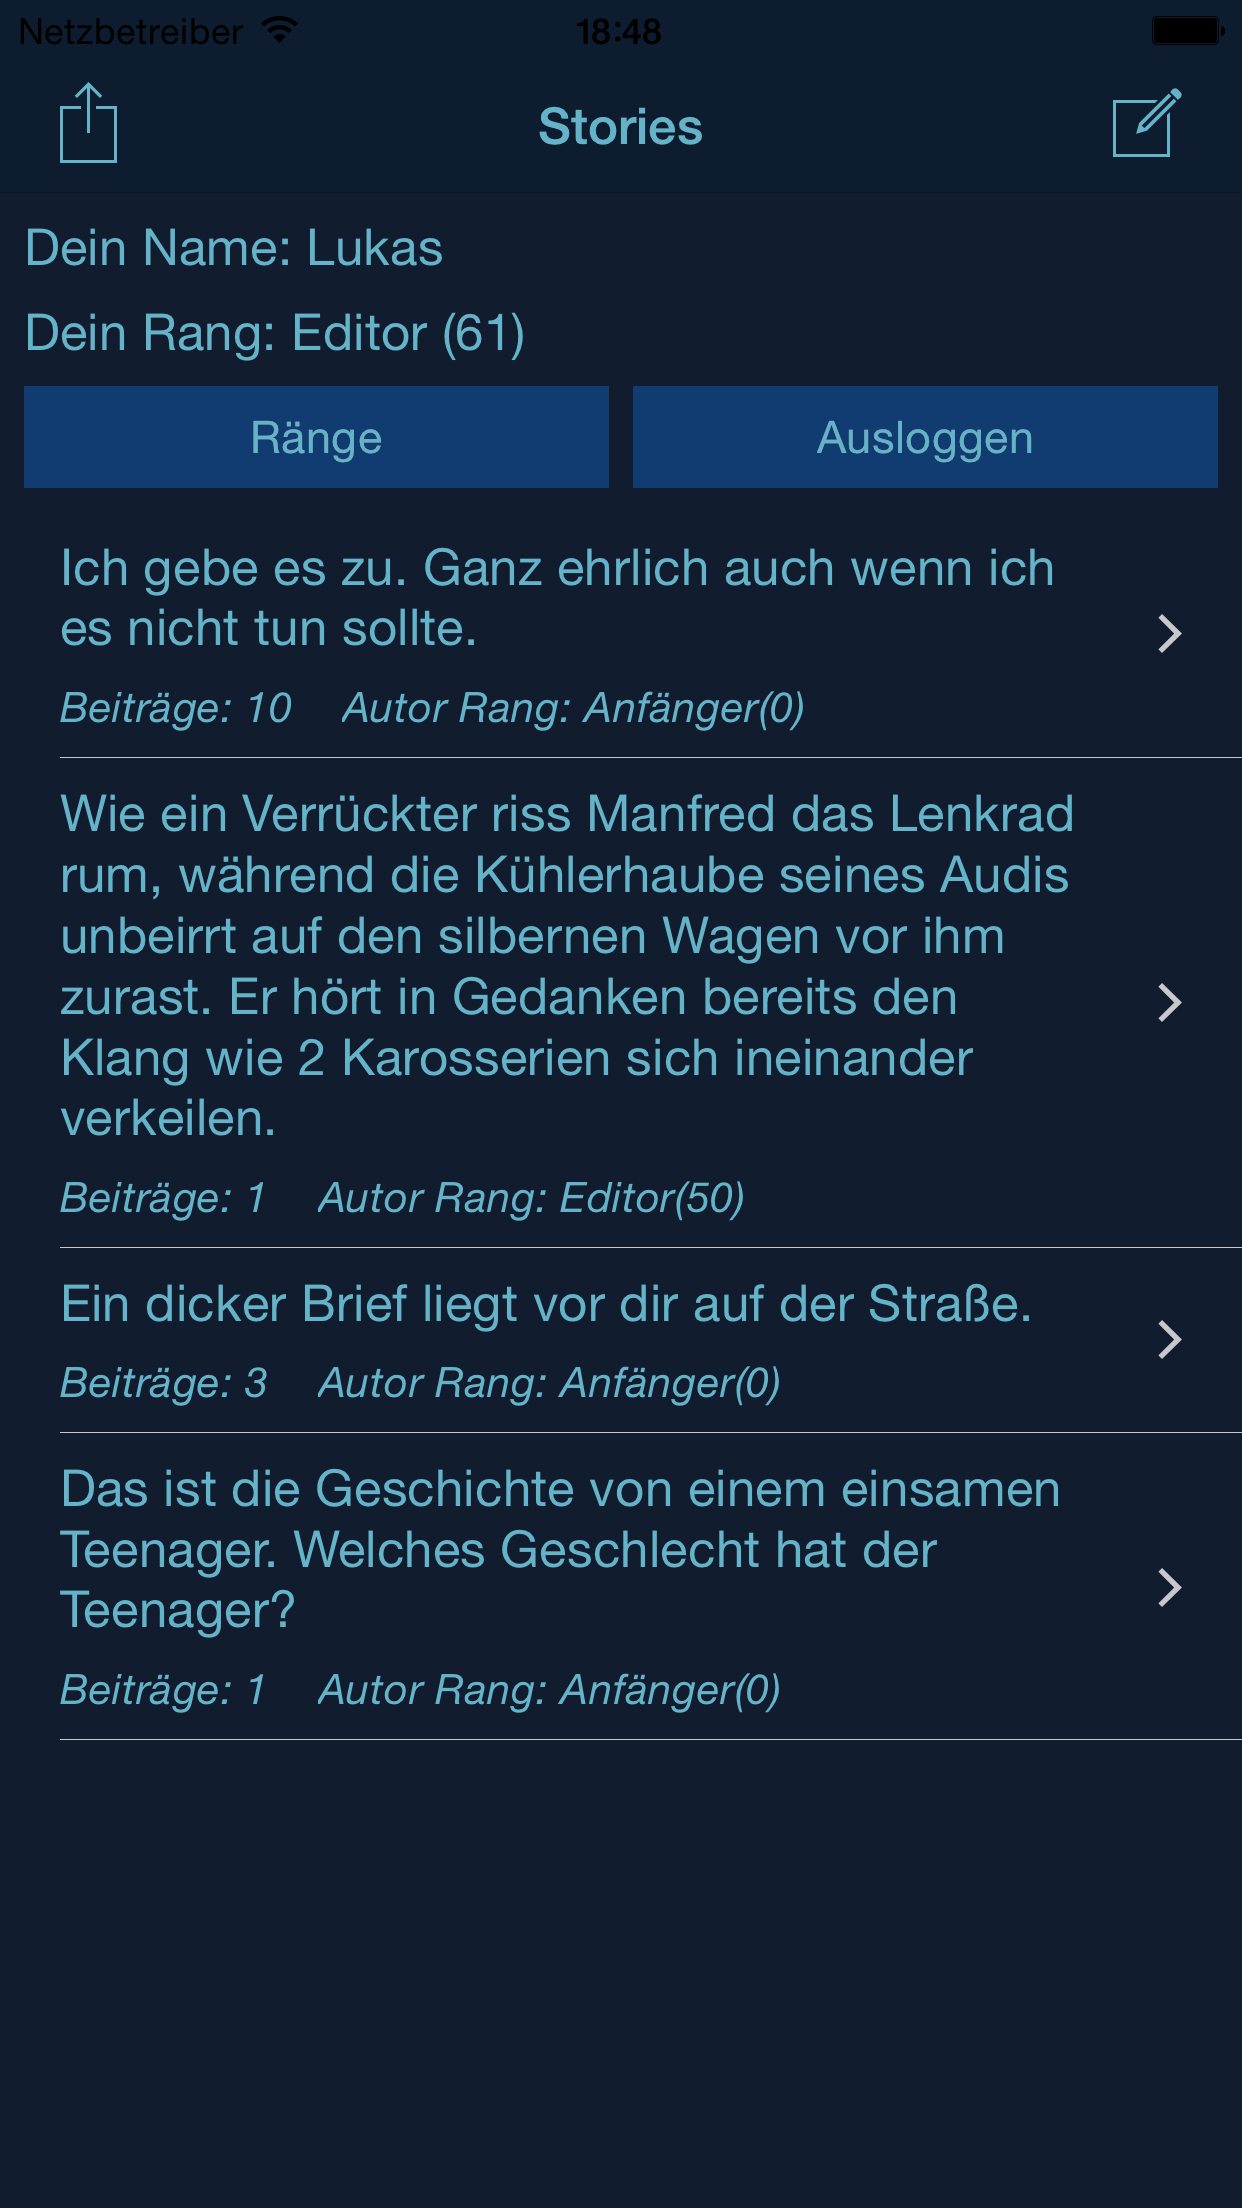 Netzbetreiber 18:48
Stories
Dein Name: Lukas
Dein Rang: Editor (61)
Ränge Ausloggen
Ich gebe es zu. Ganz ehrlich auch wenn ich
es nicht tun sollte.
Beiträge: 10 Autor Rang: Anfänger(0)
Wie ein Verrückter riss Manfred das Lenkrad
rum, während die Kühlerhaube seines Audis
unbeirrt auf den silbernen Wagen vor ihm
zurast. Er hört in Gedanken bereits den
Klang wie 2 Karosserien sich ineinander
verkeilen.
Beiträge: 1 Autor Rang: Editor(50)
Ein dicker Brief liegt vor dir auf der Straße.
Beiträge: 3 Autor Rang: Anfänger(0)
Das ist die Geschichte von einem einsamen
Teenager. Welches Geschlecht hat der
Teenager?
Beiträge: 1 Autor Rang: Anfänger(0)